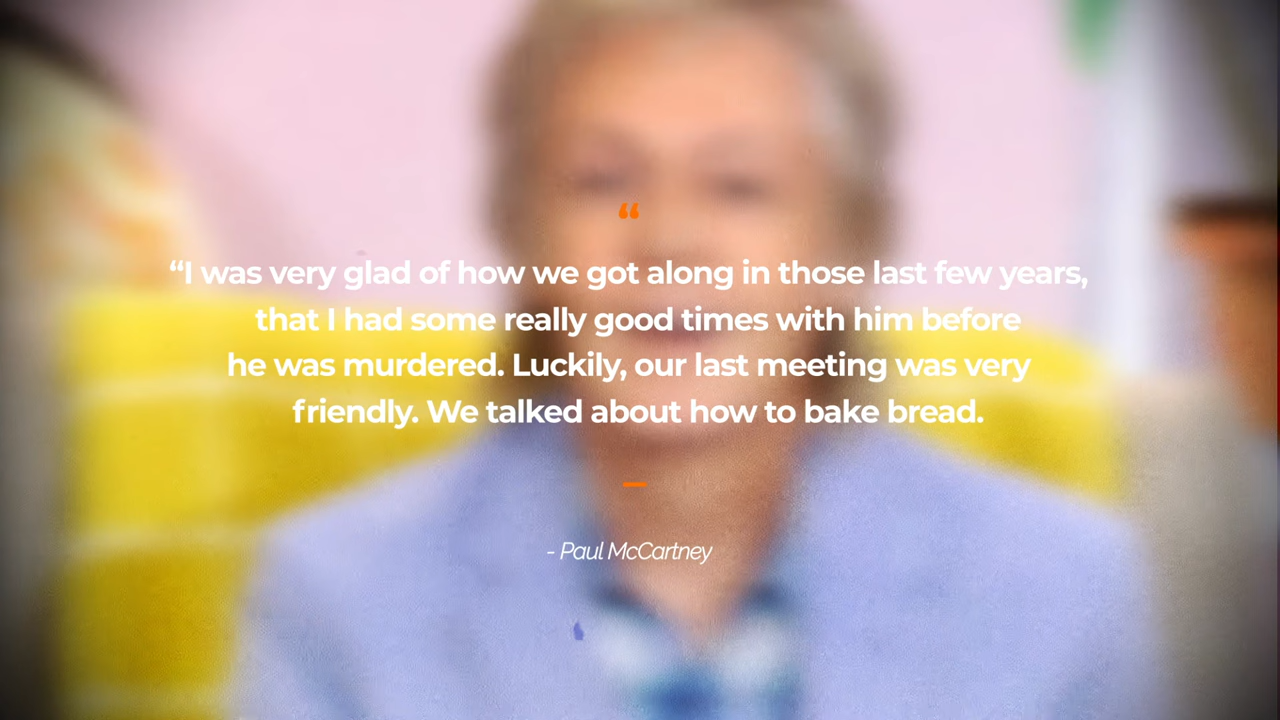 “
“I was very glad of how we got along in those last few years,
that I had some really good times with him before
he was murdered. Luckily, our last meeting was very
friendly. We talked about how to bake bread.
- Paul McCartney